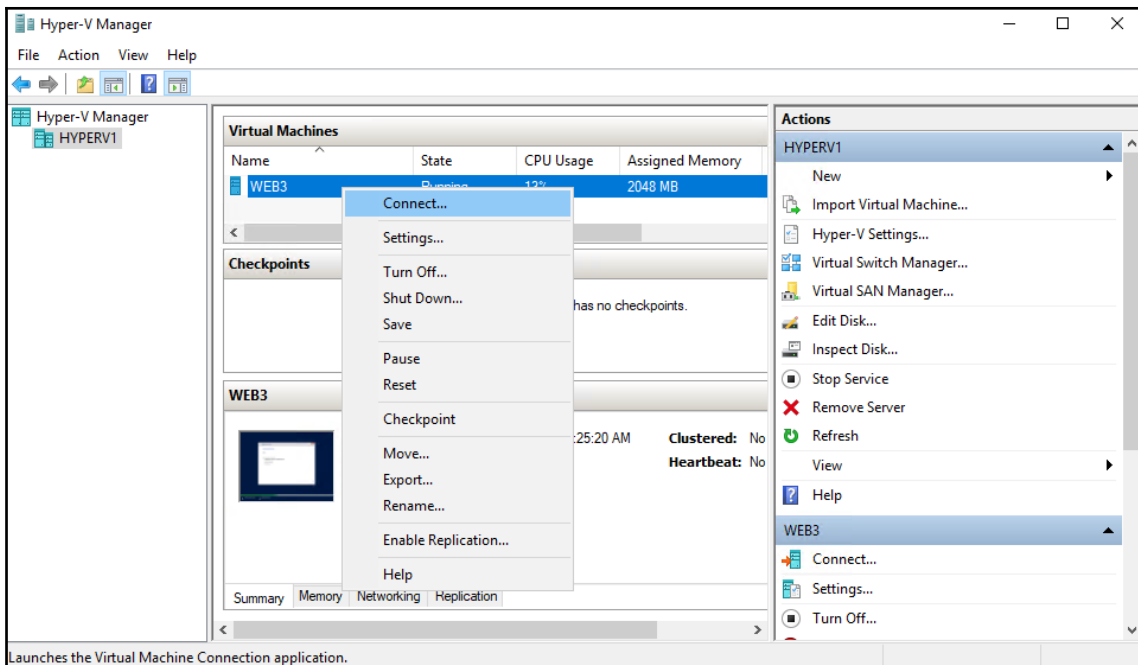 Hyper-V Manager
File Action View Help
Hyper-V Manager
HYPERV1
Virtual Machines
Name State CPU Usage Assigned Memory
WEB3 Running 12% 2048 MB
Checkpoints
has no checkpoints.
WEB3
:25:20 AM Clustered: No
Heartbeat: No
Summary Memory Networking Replication
Connect...
Settings...
Turn Off...
Shut Down...
Save
Pause
Reset
Checkpoint
Move...
Export...
Rename...
Enable Replication...
Help
Actions
HYPERV1
New
Import Virtual Machine...
Hyper-V Settings...
Virtual Switch Manager...
Virtual SAN Manager...
Edit Disk...
Inspect Disk...
Stop Service
Remove Server
Refresh
View
Help
WEB3
Connect...
Settings...
Turn Off...
Launches the Virtual Machine Connection application.